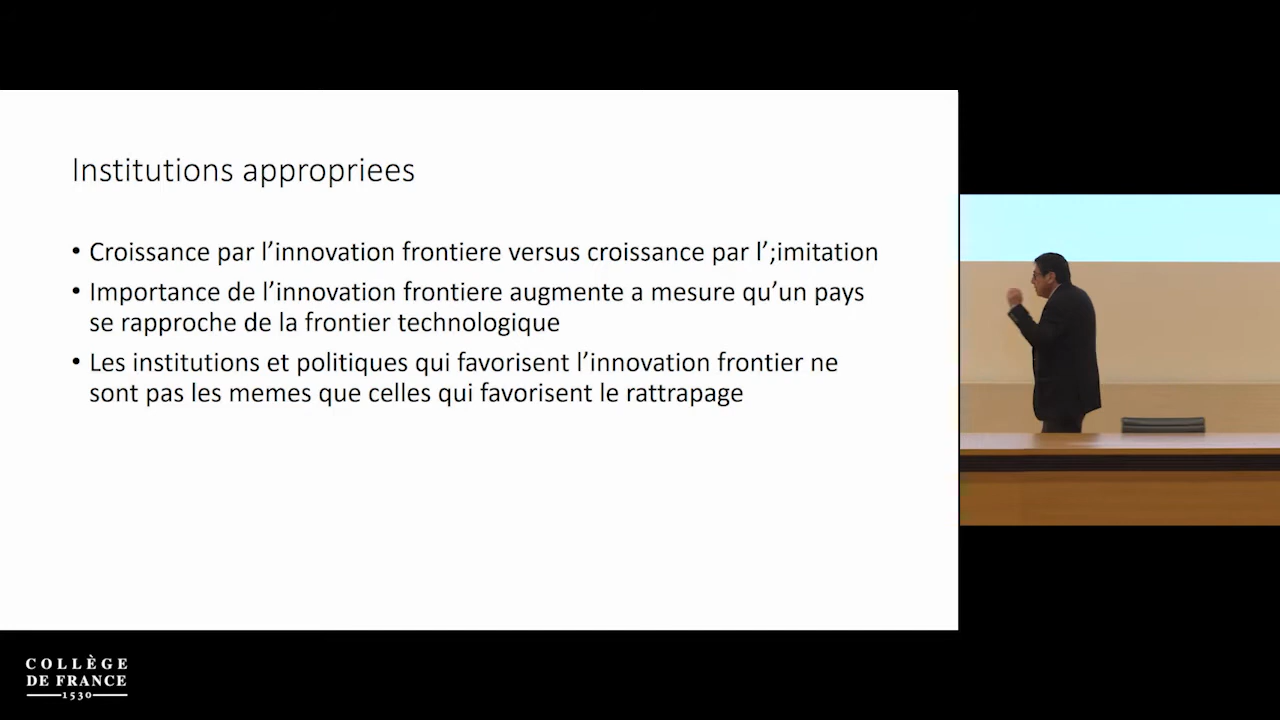 Institutions appropriees
• Croissance par l’innovation frontiere versus croissance par l’;imitation
• Importance de l’innovation frontiere augmente a mesure qu’un pays
se rapproche de la frontier technologique
• Les institutions et politiques qui favorisent l’innovation frontier ne
sont pas les memes que celles qui favorisent le rattrapage
COLLÈGE
DE FRANCE
1530